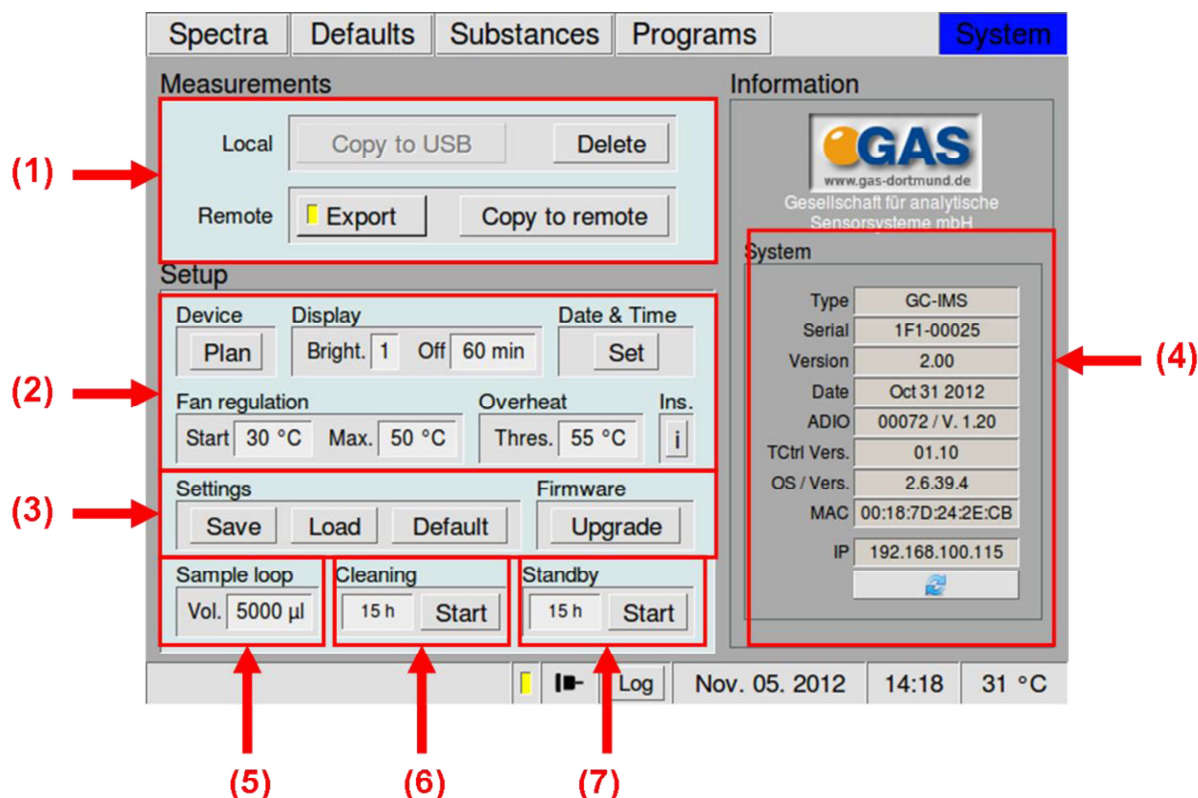 Spectra Defaults Substances Programs System
Measurements
Local Copy to USB Delete
Remote Export Copy to remote
(1)
Setup
Device Display Date & Time
Plan Bright. 1 Off 60 min Set
Fan regulation Overheat Ins.
Start 30 °C Max. 50 °C Thres. 55 °C i
(2)
Settings Firmware
Save Load Default Upgrade
(3)
Sample loop Cleaning Standby
Vol. 5000 µl 15 h Start 15 h Start
Information
GAS
www.gas-dortmund.de
Gesellschaft für analytische
Sensorsysteme mbH
System
Type GC-IMS
Serial 1F1-00025
Version 2.00
Date Oct 31 2012
ADIO 00072 / V. 1.20
TCtrl Vers. 01.10
OS / Vers. 2.6.39.4
MAC 00:18:7D:24:2E:CB
IP 192.168.100.115
(4)
Log Nov. 05. 2012 14:18 31 °C
(5) (6) (7)